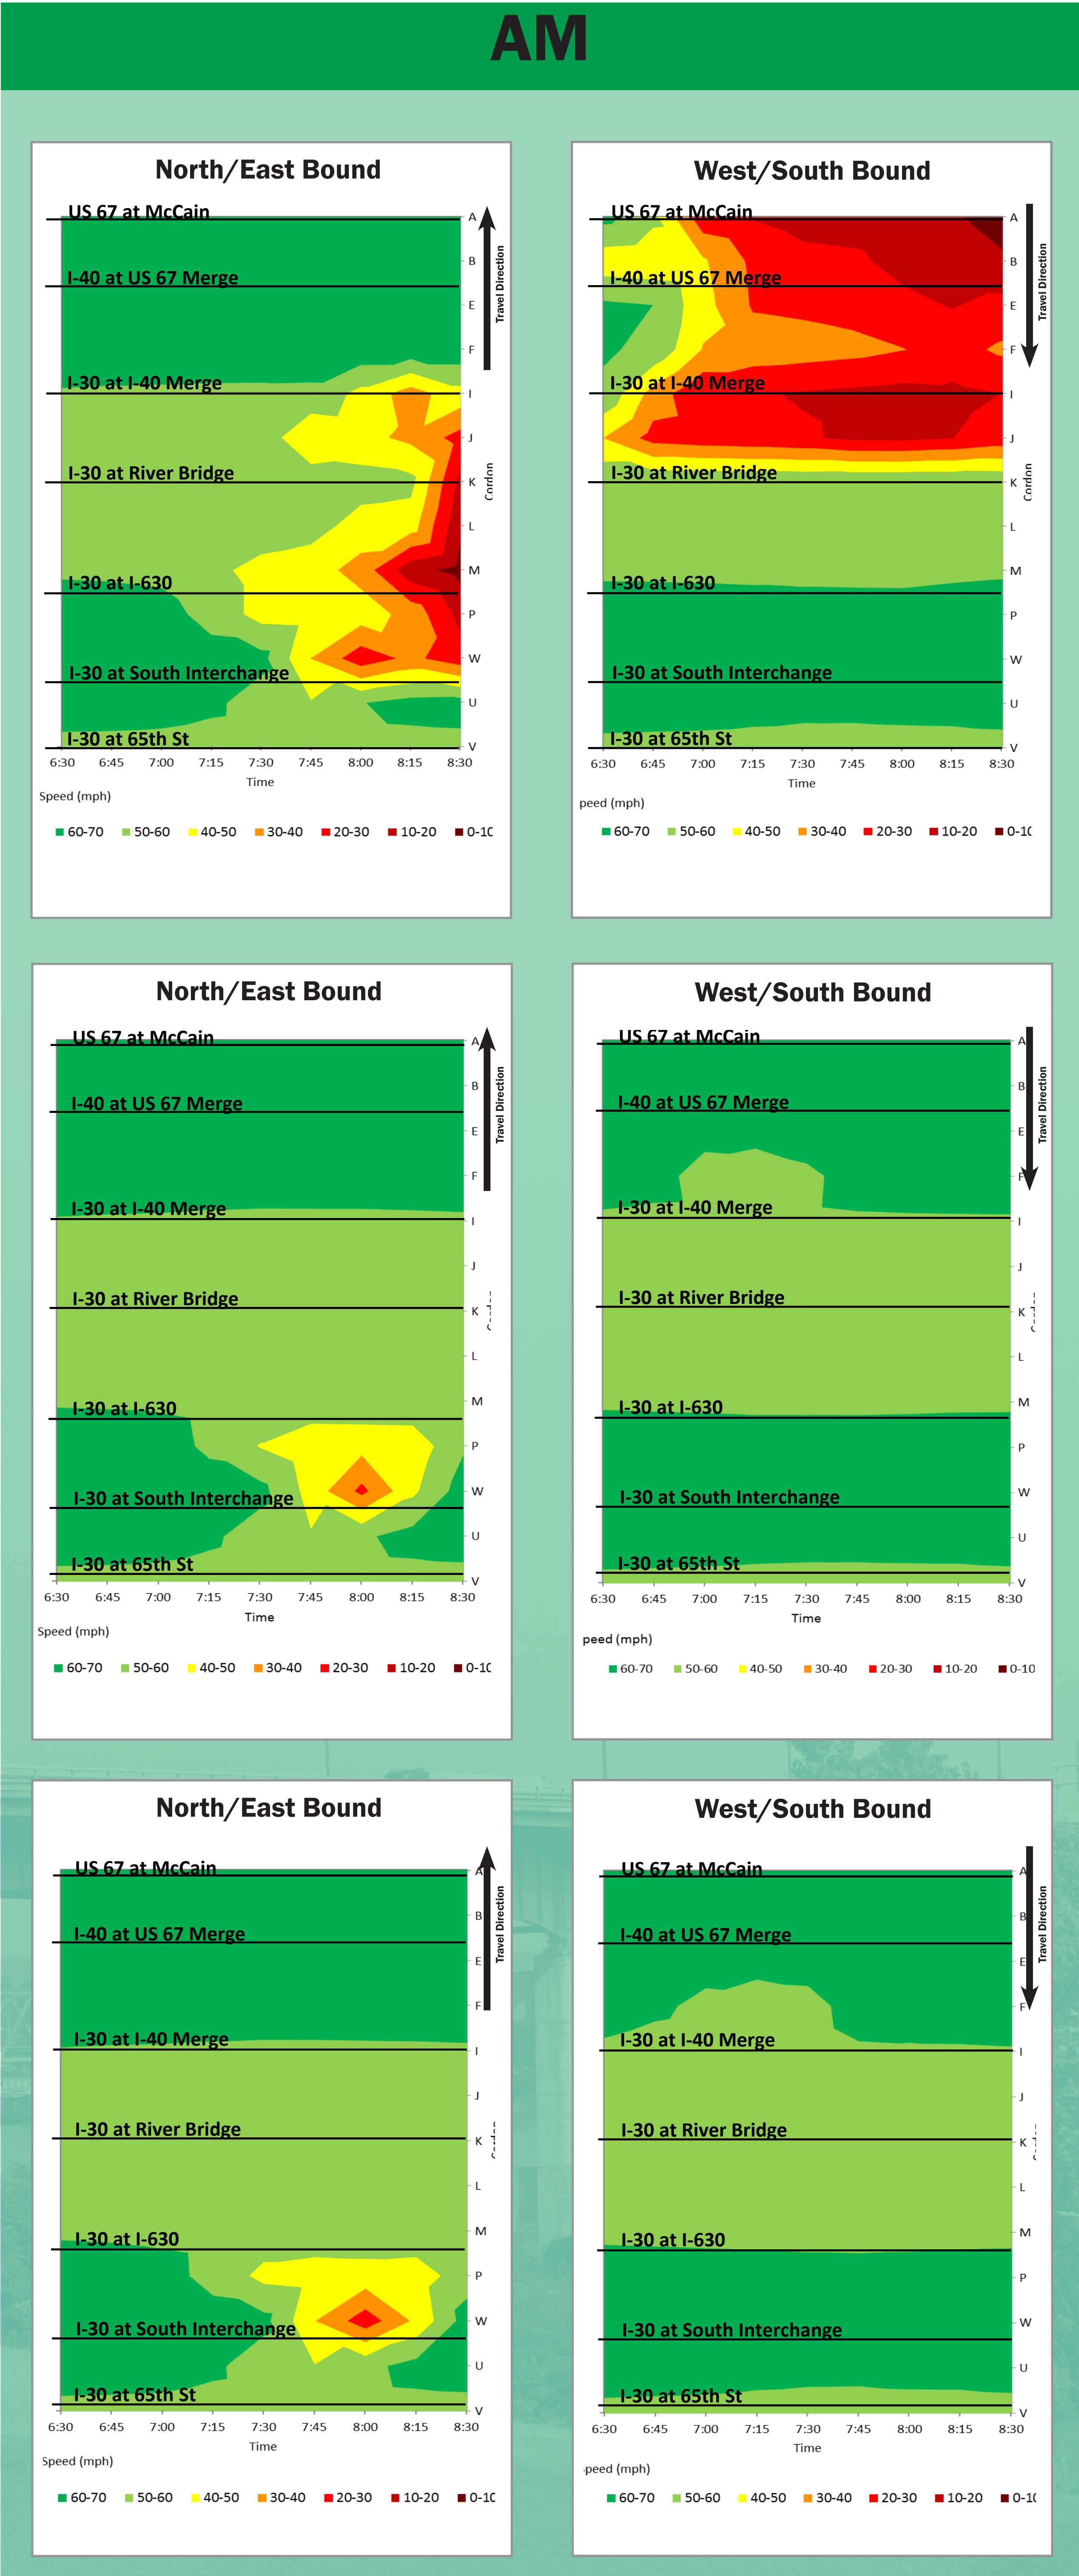 AM
North/East Bound
US 67 at McCain
A
B
I-40 at US 67 Merge
E
F
Travel Direction
I-30 at I-40 Merge
I
J
I-30 at River Bridge
K
Cordon
L
M
I-30 at I-630
P
W
I-30 at South Interchange
U
I-30 at 65th St
V
6:30 6:45 7:00 7:15 7:30 7:45 8:00 8:15 8:30
Time
Speed (mph)
60-70 50-60 40-50 30-40 20-30 10-20 0-10
West/South Bound
US 67 at McCain
A
B
I-40 at US 67 Merge
E
F
Travel Direction
I-30 at I-40 Merge
I
J
I-30 at River Bridge
K
Cordon
L
M
I-30 at I-630
P
W
I-30 at South Interchange
U
I-30 at 65th St
V
6:30 6:45 7:00 7:15 7:30 7:45 8:00 8:15 8:30
Time
peed (mph)
60-70 50-60 40-50 30-40 20-30 10-20 0-10
North/East Bound
US 67 at McCain
A
B
I-40 at US 67 Merge
E
F
Travel Direction
I-30 at I-40 Merge
I
J
I-30 at River Bridge
K
L
M
I-30 at I-630
P
W
I-30 at South Interchange
U
I-30 at 65th St
V
6:30 6:45 7:00 7:15 7:30 7:45 8:00 8:15 8:30
Time
Speed (mph)
60-70 50-60 40-50 30-40 20-30 10-20 0-10
West/South Bound
US 67 at McCain
A
B
I-40 at US 67 Merge
E
F
Travel Direction
I-30 at I-40 Merge
I
J
I-30 at River Bridge
K
L
M
I-30 at I-630
P
W
I-30 at South Interchange
U
I-30 at 65th St
V
6:30 6:45 7:00 7:15 7:30 7:45 8:00 8:15 8:30
Time
peed (mph)
60-70 50-60 40-50 30-40 20-30 10-20 0-10
North/East Bound
US 67 at McCain
A
B
I-40 at US 67 Merge
E
F
Travel Direction
I-30 at I-40 Merge
I
J
I-30 at River Bridge
K
L
M
I-30 at I-630
P
W
I-30 at South Interchange
U
I-30 at 65th St
V
6:30 6:45 7:00 7:15 7:30 7:45 8:00 8:15 8:30
Time
Speed (mph)
60-70 50-60 40-50 30-40 20-30 10-20 0-10
West/South Bound
US 67 at McCain
A
B
I-40 at US 67 Merge
E
F
Travel Direction
I-30 at I-40 Merge
I
J
I-30 at River Bridge
K
L
M
I-30 at I-630
P
W
I-30 at South Interchange
U
I-30 at 65th St
V
6:30 6:45 7:00 7:15 7:30 7:45 8:00 8:15 8:30
Time
peed (mph)
60-70 50-60 40-50 30-40 20-30 10-20 0-10